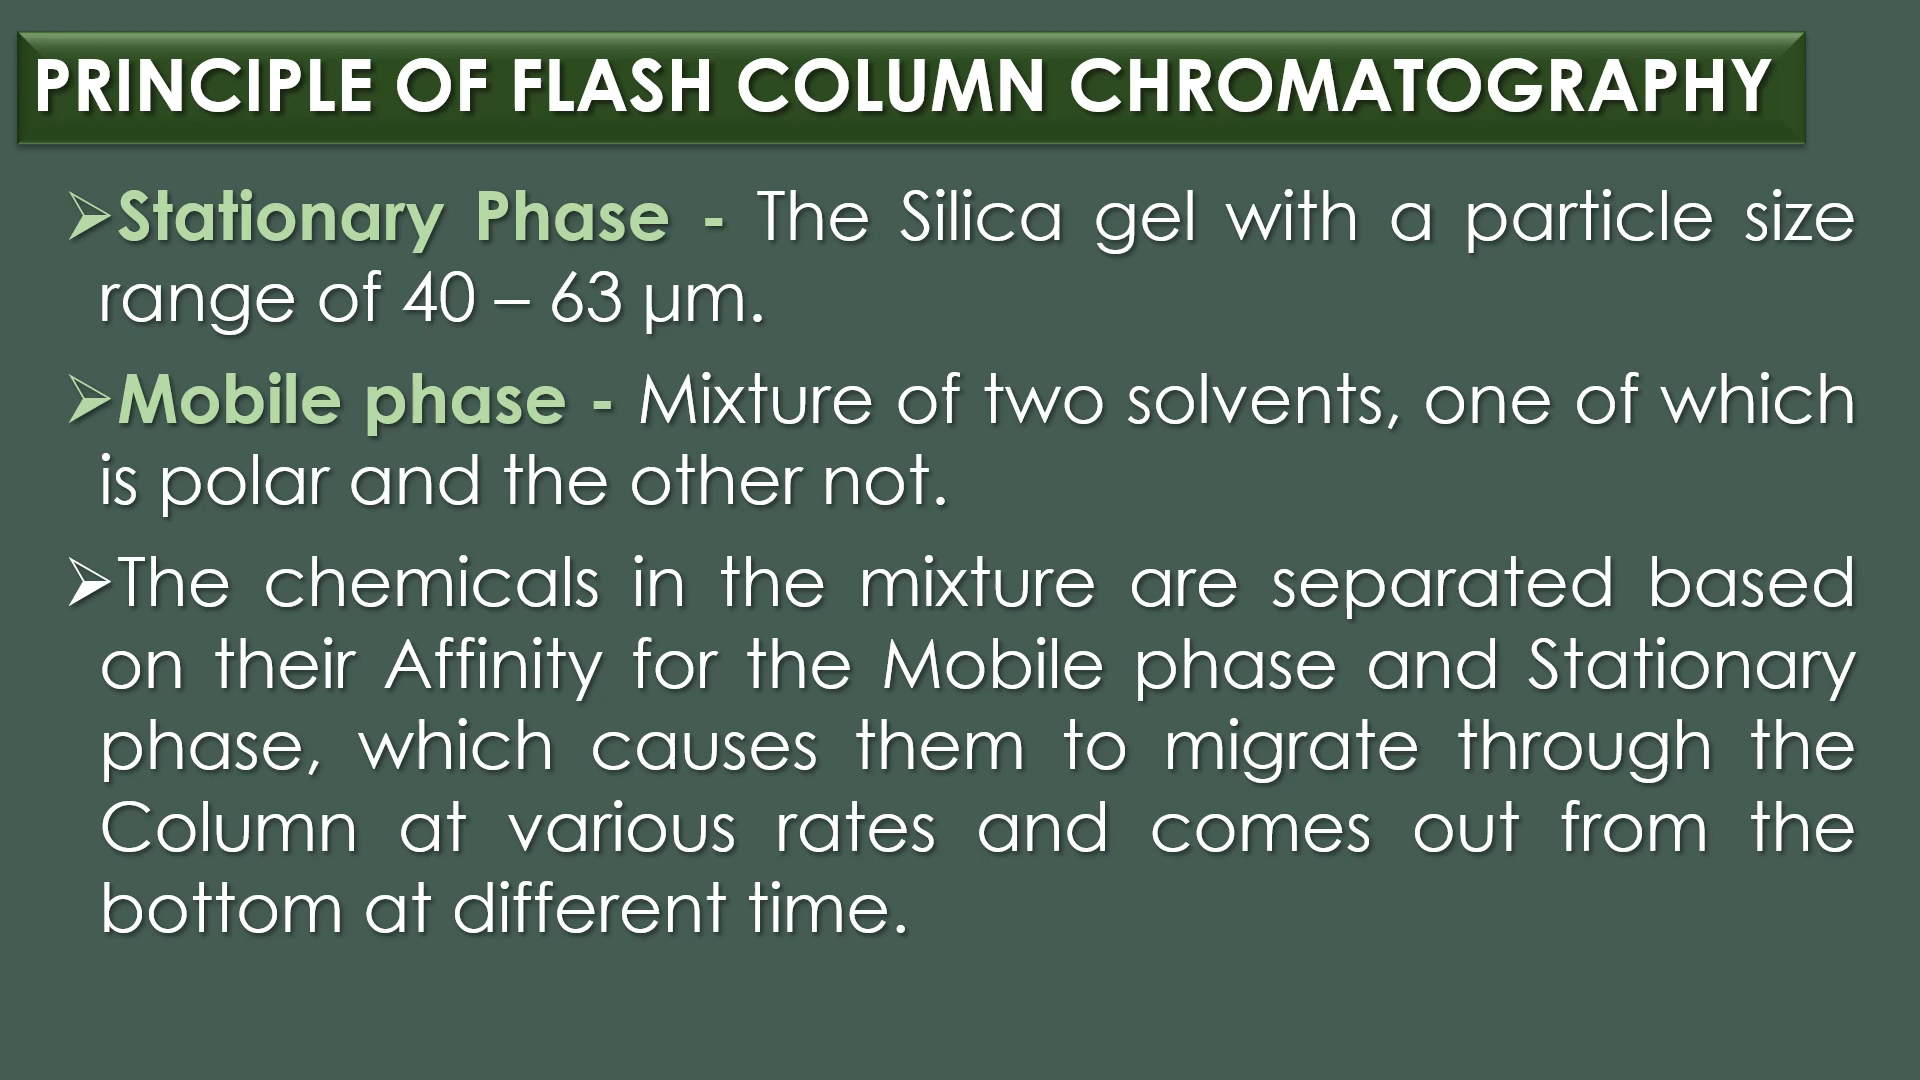 PRINCIPLE OF FLASH COLUMN CHROMATOGRAPHY
➢Stationary Phase - The Silica gel with a particle size
range of 40 – 63 μm.
➢Mobile phase - Mixture of two solvents, one of which
is polar and the other not.
➢The chemicals in the mixture are separated based
on their Affinity for the Mobile phase and Stationary
phase, which causes them to migrate through the
Column at various rates and comes out from the
bottom at different time.